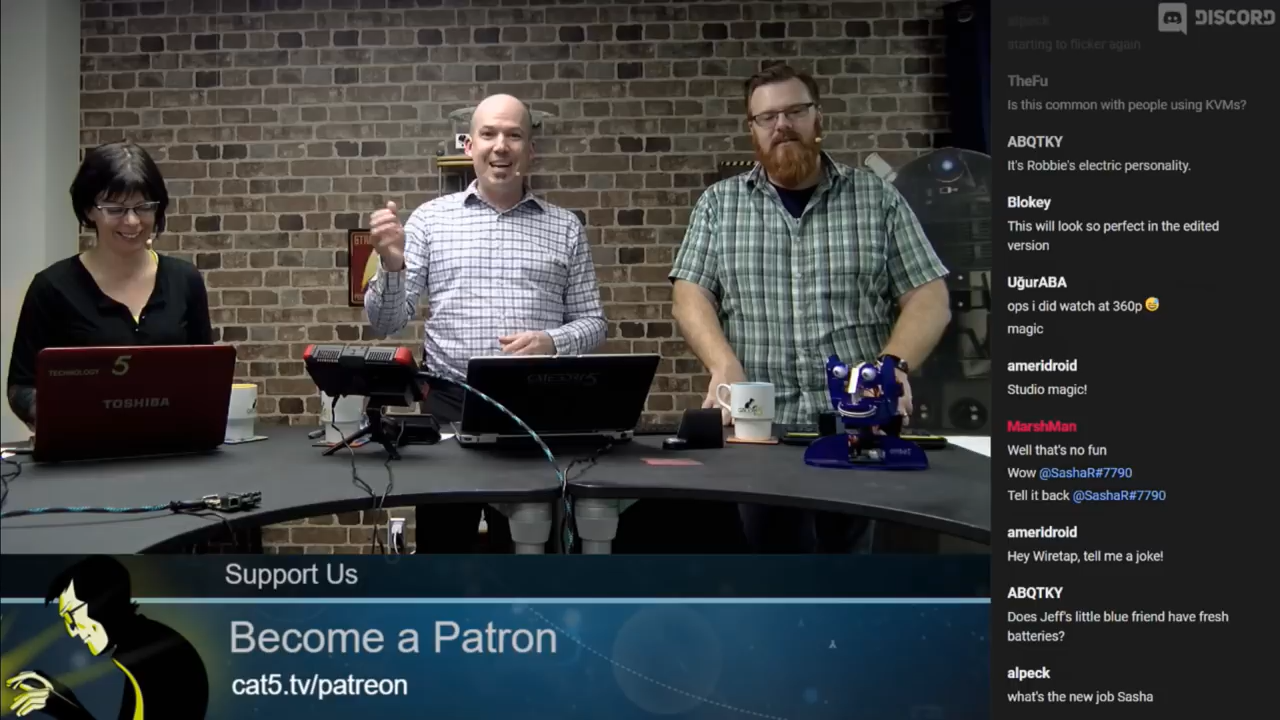 alpeck
DISCORD
starting to flicker again
TheFu
Is this common with people using KVMs?
ABQTKY
It's Robbie's electric personality.
Blokey
This will look so perfect in the edited
version
UğurABA
ops i did watch at 360p
magic
ameridroid
Studio magic!
MarshMan
Well that's no fun
Wow @SashaR#7790
Tell it back @SashaR#7790
ameridroid
Hey Wiretap, tell me a joke!
ABQTKY
Does Jeff's little blue friend have fresh
batteries?
alpeck
what's the new job Sasha
TECHNOLOGY 5
TOSHIBA
CATEGORY5
Support Us
Become a Patron
cat5.tv/patreon